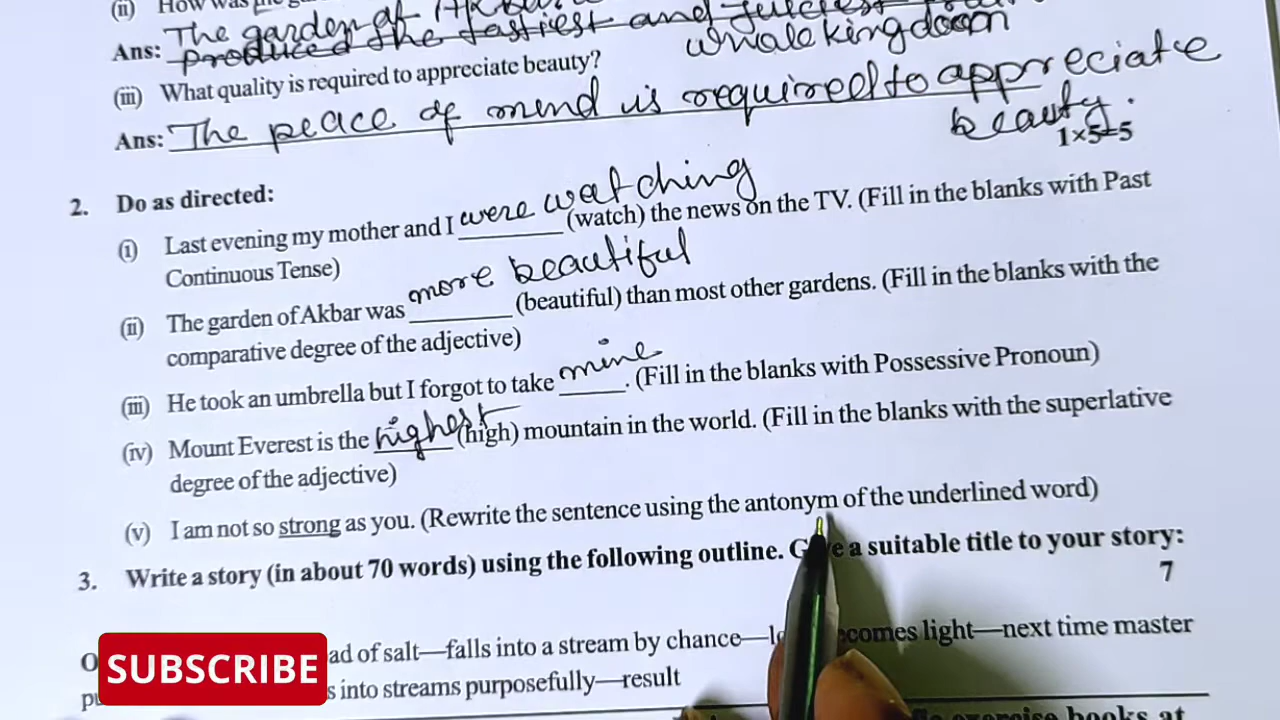 (ii) How was the
Ans: The garden of Akba
produced the tastiest and juiciest
whole kingdoom
(iii) What quality is required to appreciate beauty?
Ans: The peace of mind is required to appreciate
beauty.
1×5=5
2. Do as directed:
(i) Last evening my mother and I were watching (watch) the news on the TV. (Fill in the blanks with Past
Continuous Tense)
(ii) The garden of Akbar was more beautiful (beautiful) than most other gardens. (Fill in the blanks with the
comparative degree of the adjective)
(iii) He took an umbrella but I forgot to take mine. (Fill in the blanks with Possessive Pronoun)
(iv) Mount Everest is the highest (high) mountain in the world. (Fill in the blanks with the superlative
degree of the adjective)
(v) I am not so strong as you. (Rewrite the sentence using the antonym of the underlined word)
3. Write a story (in about 70 words) using the following outline. G e a suitable title to your story:
7
O ad of salt—falls into a stream by chance—l comes light—next time master
pu s into streams purposefully—result
SUBSCRIBE
exercise books at